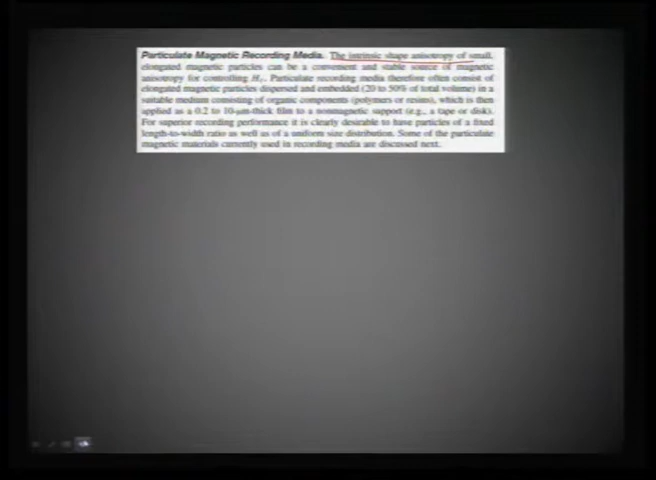 Particulate Magnetic Recording Media. The intrinsic shape anisotropy of small,
elongated magnetic particles can be a convenient and stable source of magnetic
anisotropy for controlling Hc. Particulate recording media therefore often consist of
elongated magnetic particles dispersed and embedded (20 to 50% of total volume) in a
suitable medium consisting of organic components (polymers or resins), which is then
applied as a 0.2 to 10-μm-thick film to a nonmagnetic support (e.g., a tape or disk).
For superior recording performance it is clearly desirable to have particles of a fixed
length-to-width ratio as well as of a uniform size distribution. Some of the particulate
magnetic materials currently used in recording media are discussed next.